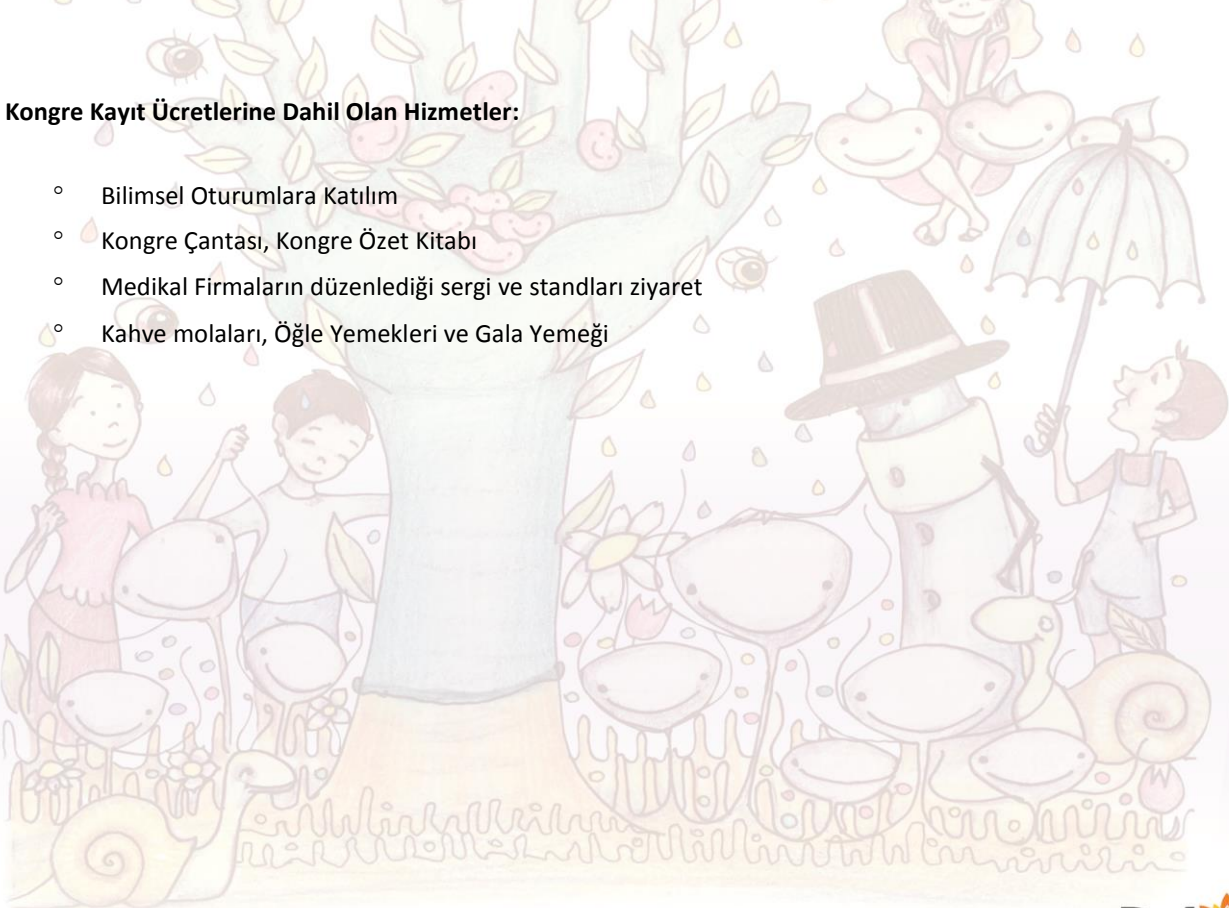 Kongre Kayıt Ücretlerine Dahil Olan Hizmetler:
° Bilimsel Oturumlara Katılım
° Kongre Çantası, Kongre Özet Kitabı
° Medikal Firmaların düzenlediği sergi ve standları ziyaret
° Kahve molaları, Öğle Yemekleri ve Gala Yemeği